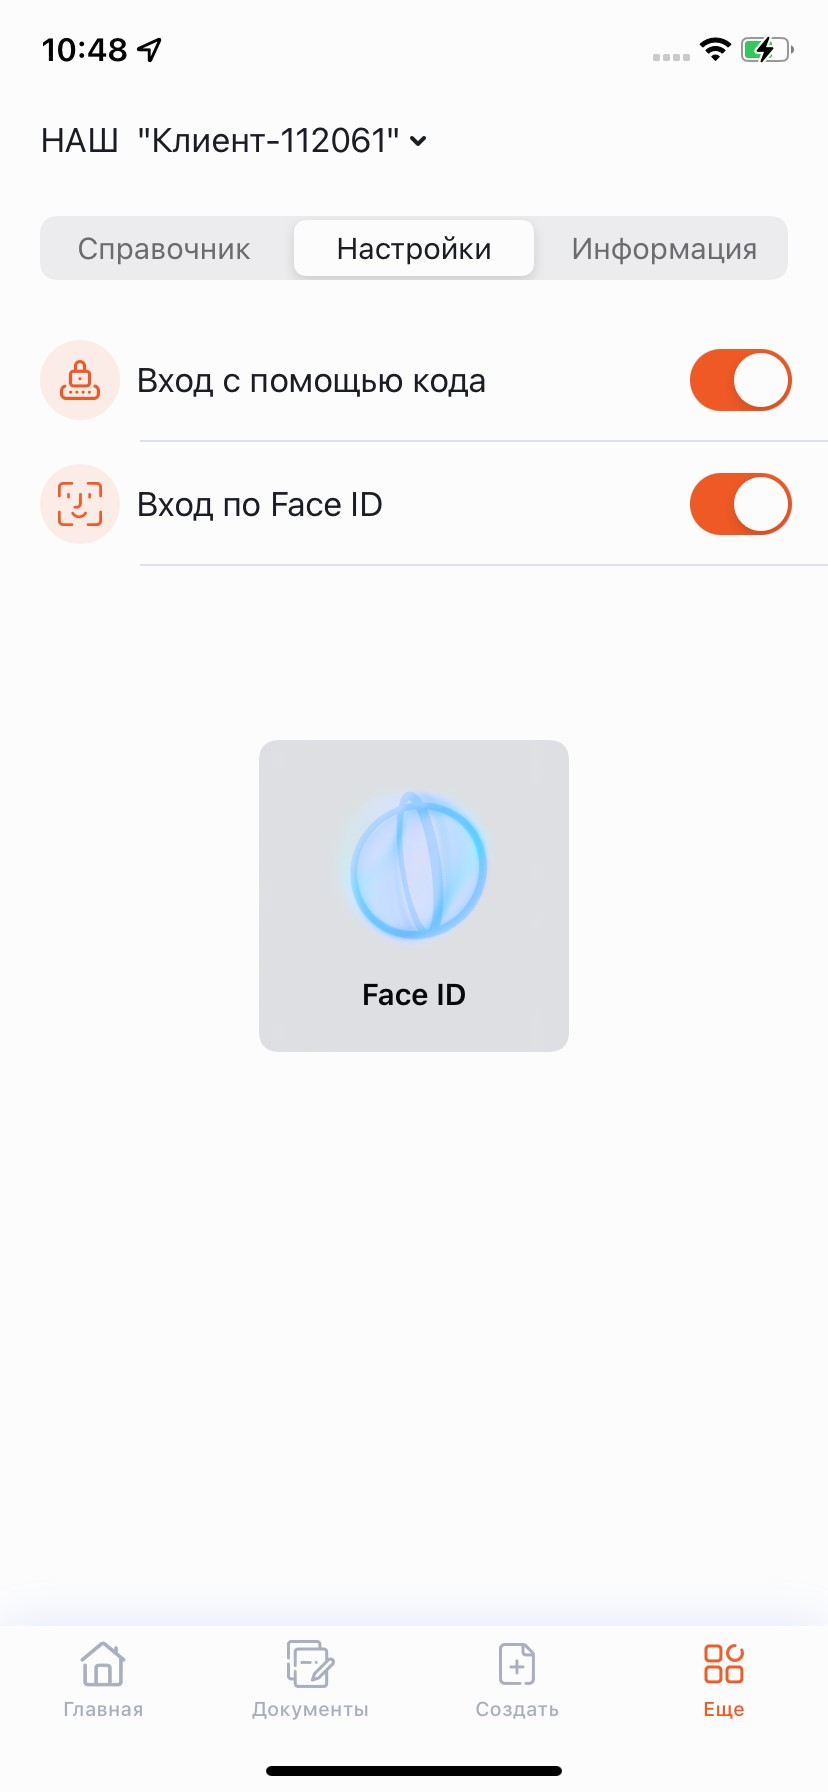 10:48
НАШ "Клиент-112061"
Справочник Настройки Информация
Вход с помощью кода
Вход по Face ID
Face ID
Главная Документы Создать Еще